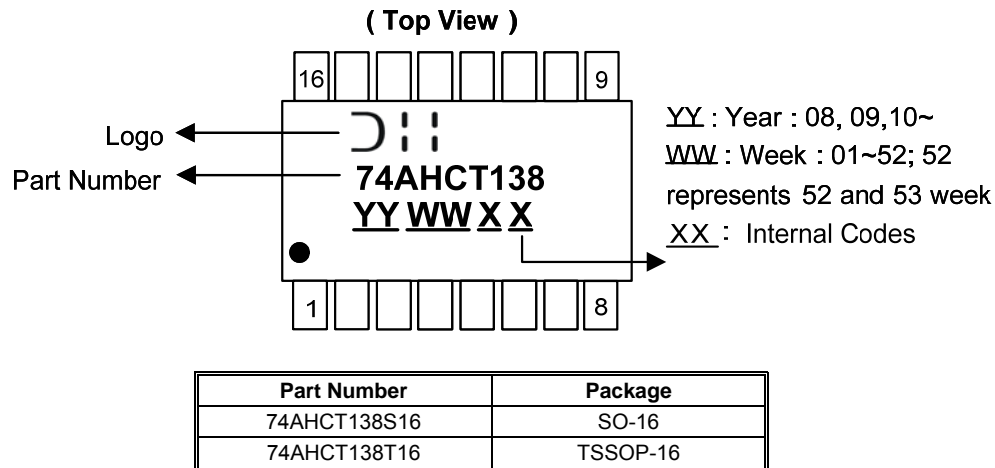 ( Top View )
16 9
Logo
Part Number
74AHCT138
YY WW X X
1 8
YY : Year : 08, 09,10~
WW : Week : 01~52; 52
represents 52 and 53 week
XX : Internal Codes
Part Number Package
74AHCT138S16 SO-16
74AHCT138T16 TSSOP-16